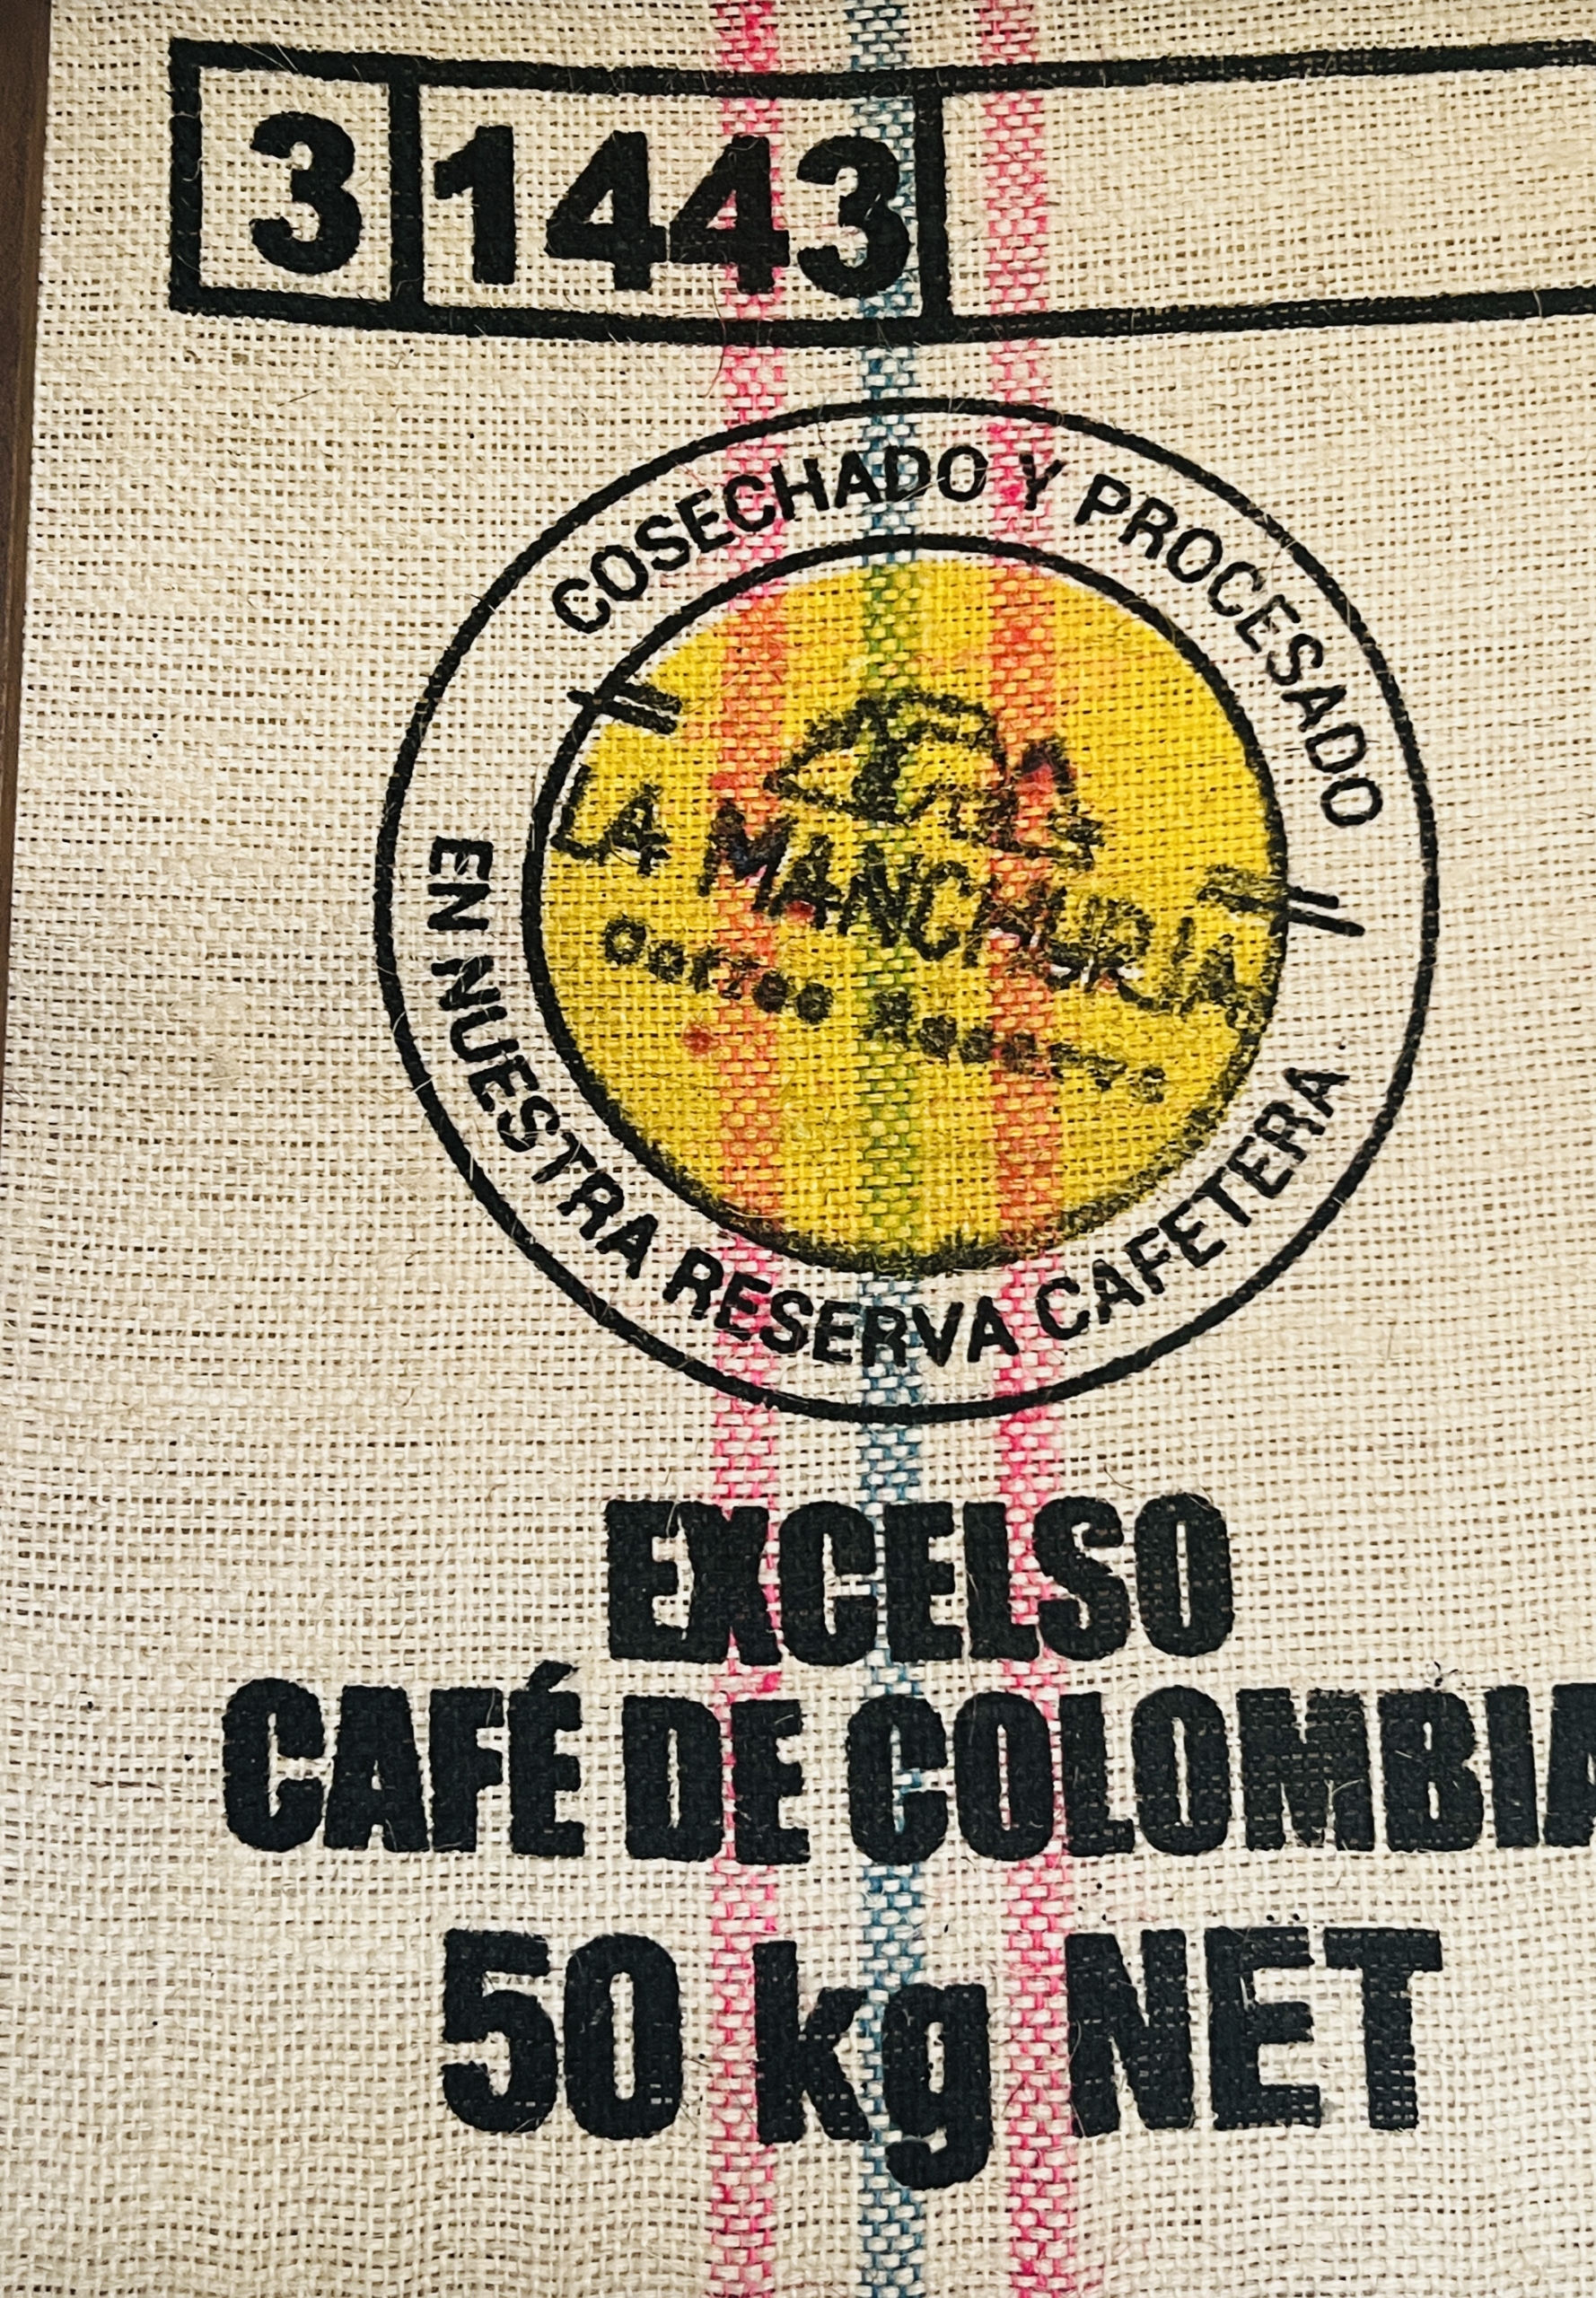 3 1443
COSECHADO Y PROCESADO
LA MANCHURIA
EN NUESTRA RESERVA CAFETERA
EXCELSO
CAFÉ DE COLOMBIA
50 kg NET